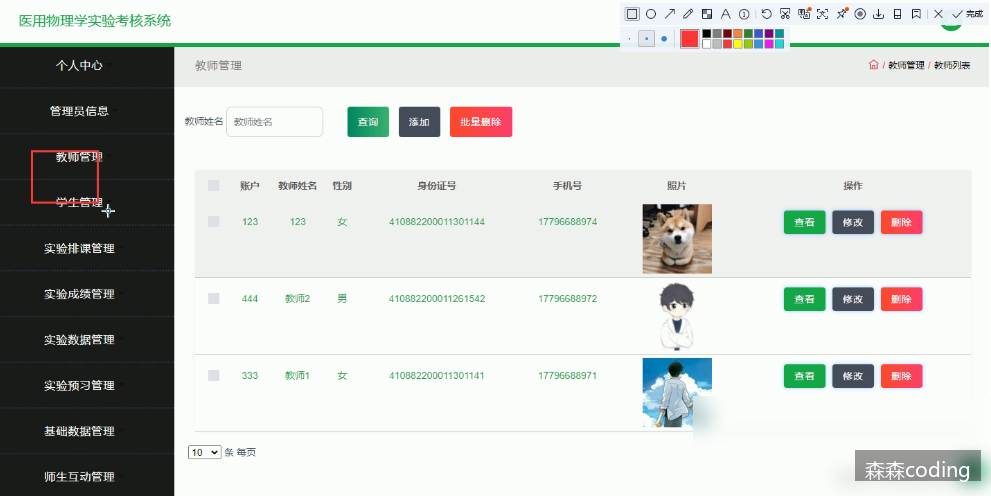 医用物理学实验考核系统
完成
个人中心
管理员信息
教师管理
学生管理
实验排课管理
实验成绩管理
实验数据管理
实验预习管理
基础数据管理
师生互动管理
教师管理
/ 教师管理 / 教师列表
教师姓名 教师姓名 查询 添加 批量删除
账户 教师姓名 性别 身份证号 手机号 照片 操作
123 123 女 410882200011301144 17796688974 查看 修改 删除
444 教师2 男 410882200011261542 17796688972 查看 修改 删除
333 教师1 女 410882200011301141 17796688971 查看 修改 删除
10 条 每页
森森coding